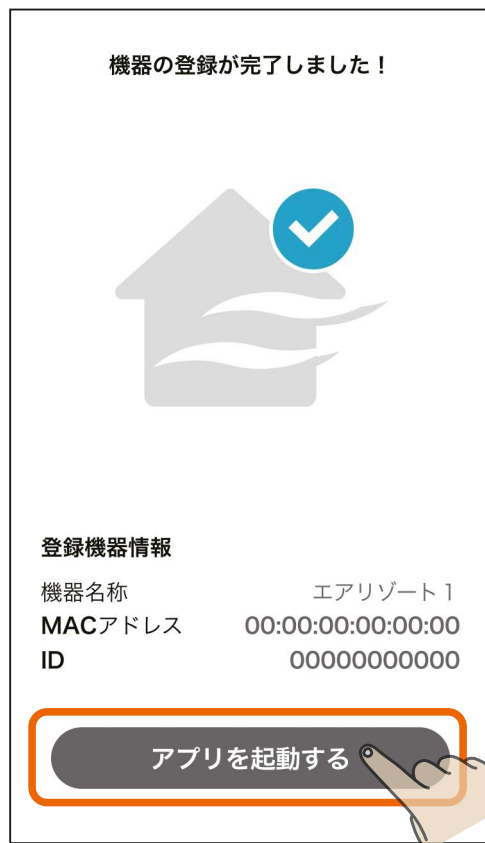 機器の登録が完了しました！
登録機器情報
機器名称 エアリゾート1
MACアドレス 00:00:00:00:00:00
ID 00000000000
アプリを起動する